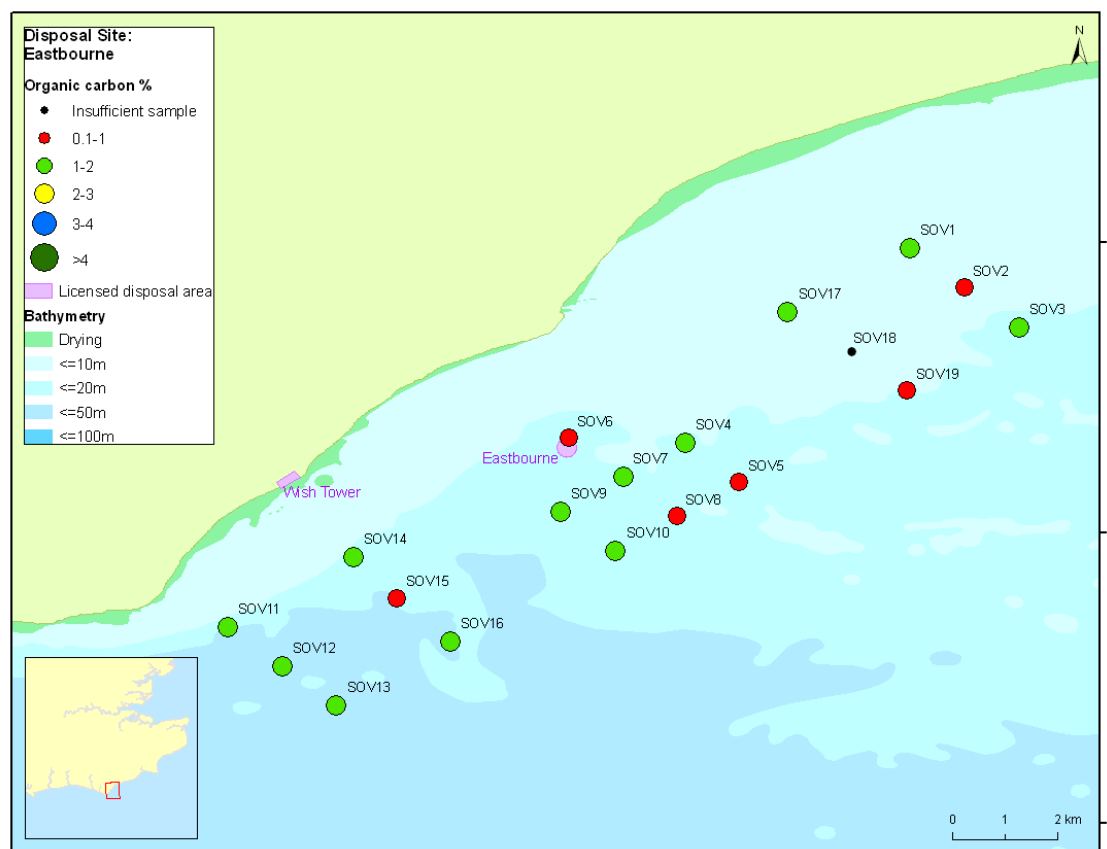 Disposal Site:
Eastbourne
Organic carbon %
Insufficient sample
0.1-1
1-2
2-3
3-4
>4
Licensed disposal area
Bathymetry
Drying
<=10m
<=20m
<=50m
<=100m
N
SOV1
SOV2
SOV17
SOV3
SOV18
SOV19
SOV6
SOV4
Eastbourne
SOV7
SOV5
Wish Tower
SOV9
SOV8
SOV10
SOV14
SOV15
SOV11
SOV16
SOV12
SOV13
0 1 2 km